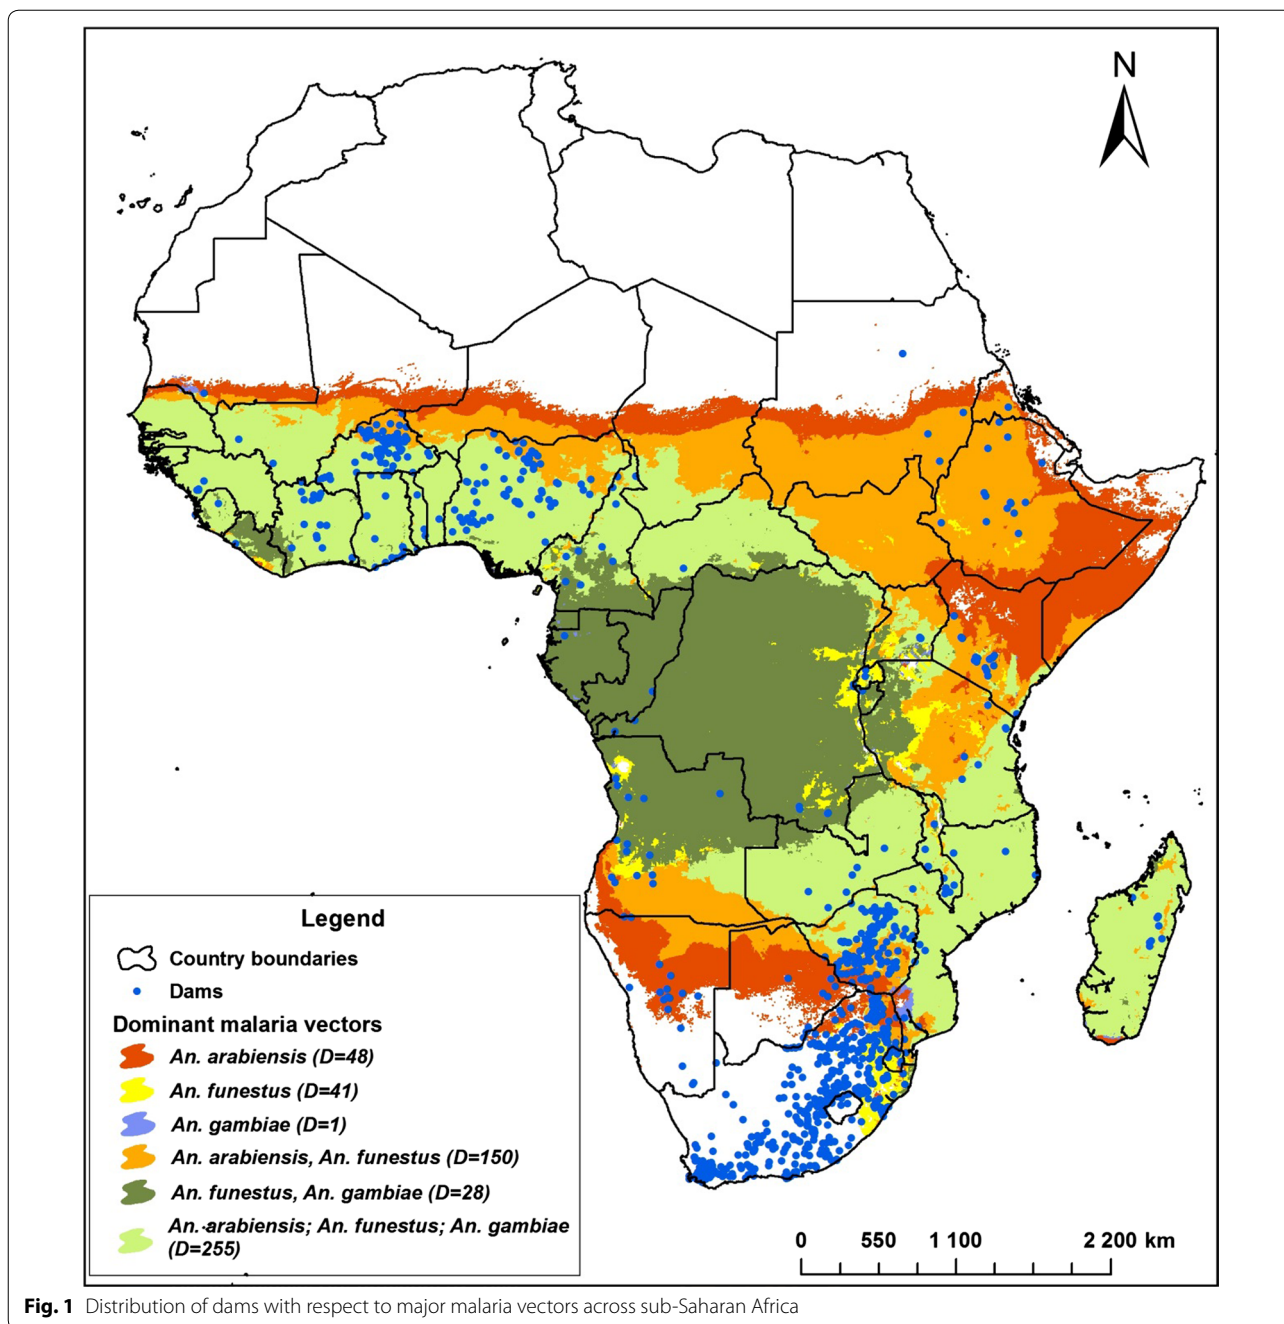 N
Legend
Country boundaries
Dams
Dominant malaria vectors
An. arabiensis (D=48)
An. funestus (D=41)
An. gambiae (D=1)
An. arabiensis, An. funestus (D=150)
An. funestus, An. gambiae (D=28)
An. arabiensis; An. funestus; An. gambiae
(D=255)
0 550 1 100 2 200 km
Fig. 1 Distribution of dams with respect to major malaria vectors across sub-Saharan Africa